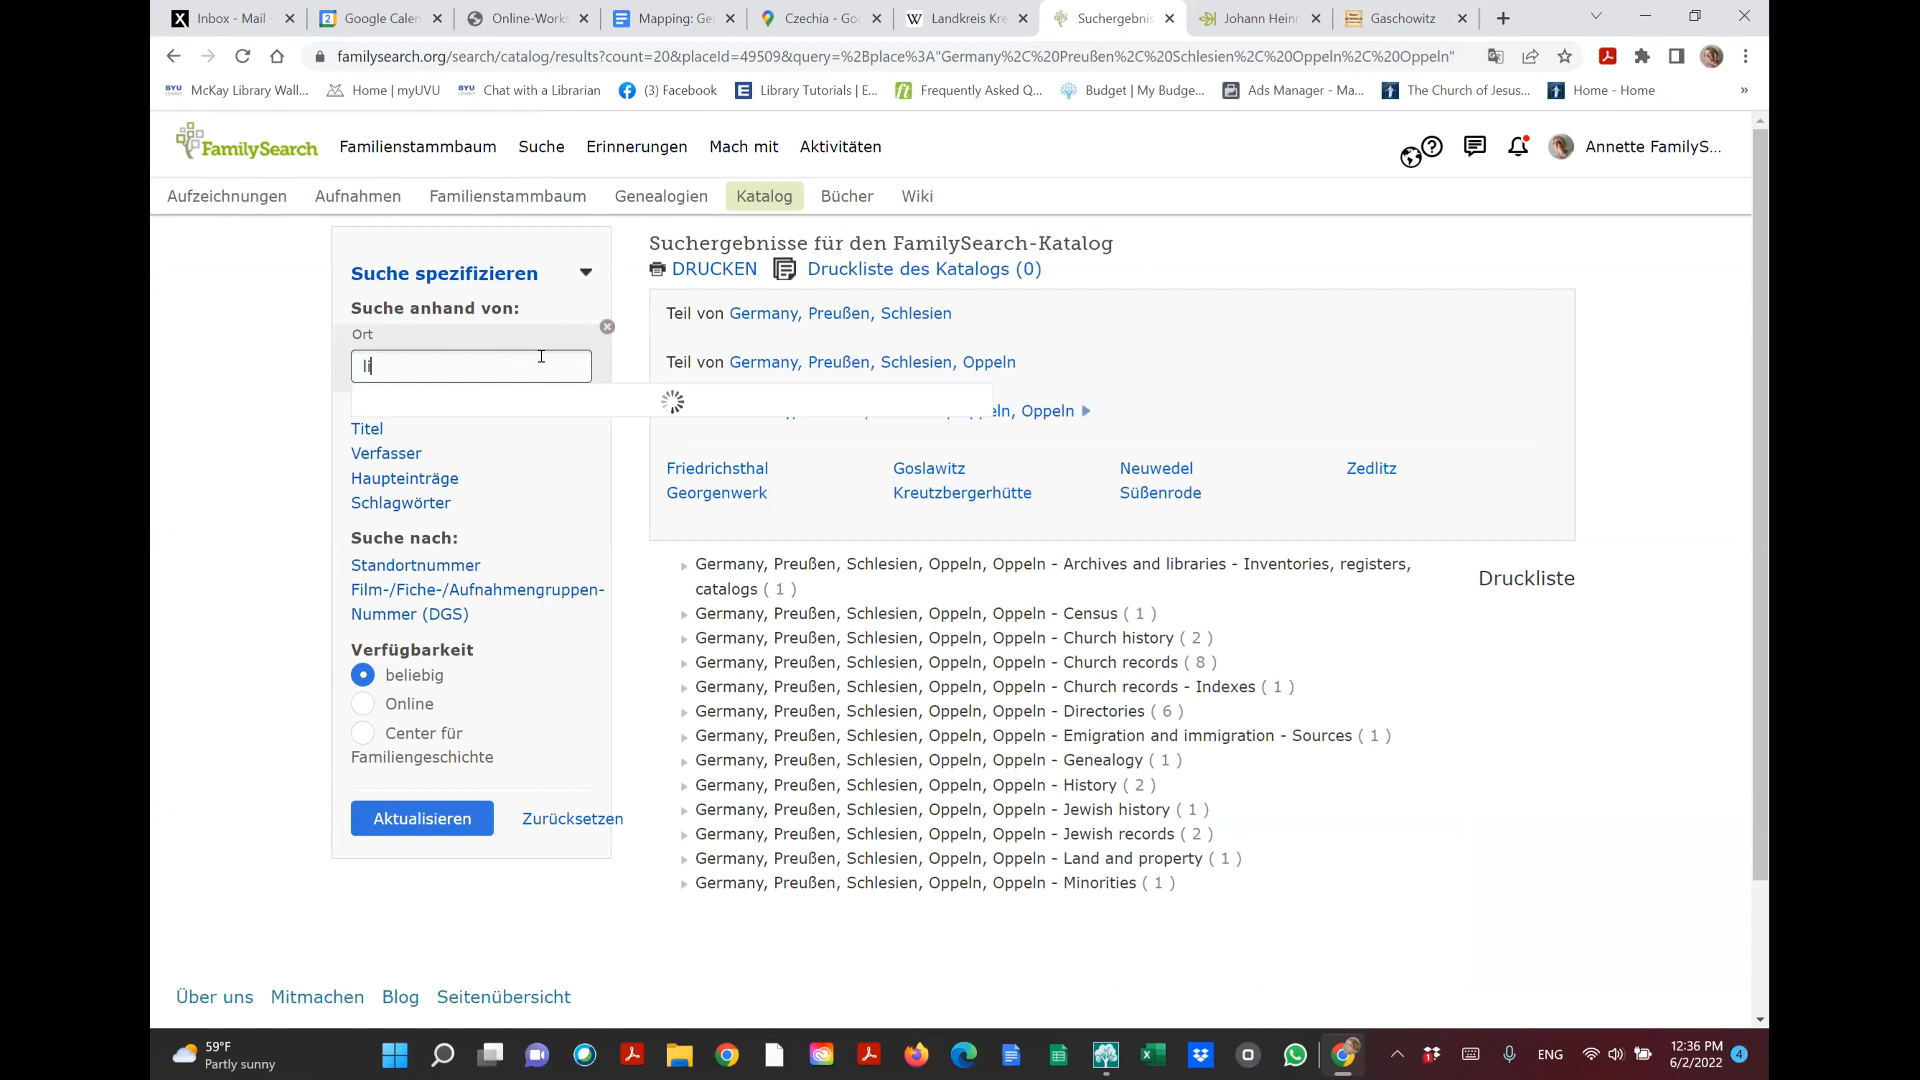 Inbox - Mail -
Google Calen
Online-Works
Mapping: Ger
Czechia - Goo
Landkreis Kre
Suchergebnis
Johann Heinr
Gaschowitz
familysearch.org/search/catalog/results?count=20&placeId=49509&query=%2Bplace%3A"Germany%2C%20Preußen%2C%20Schlesien%2C%20Oppeln%2C%20Oppeln"
McKay Library Wall...
Home | myUVU
Chat with a Librarian
(3) Facebook
Library Tutorials | E...
Frequently Asked Q...
Budget | My Budge...
Ads Manager - Ma...
The Church of Jesus...
Home - Home
»
FamilySearch
Familienstammbaum
Suche
Erinnerungen
Mach mit
Aktivitäten
Annette FamilyS...
Aufzeichnungen
Aufnahmen
Familienstammbaum
Genealogien
Katalog
Bücher
Wiki
Suche spezifizieren
Suche anhand von:
Ort
li
Titel
Verfasser
Haupteinträge
Schlagwörter
Suche nach:
Standortnummer
Film-/Fiche-/Aufnahmengruppen-
Nummer (DGS)
Verfügbarkeit
beliebig
Online
Center für
Familiengeschichte
Aktualisieren
Zurücksetzen
Suchergebnisse für den FamilySearch-Katalog
DRUCKEN
Druckliste des Katalogs (0)
Teil von Germany, Preußen, Schlesien
Teil von Germany, Preußen, Schlesien, Oppeln
Oppeln
Friedrichsthal
Goslawitz
Neuwedel
Zedlitz
Georgenwerk
Kreutzbergerhütte
Süßenrode
Germany, Preußen, Schlesien, Oppeln, Oppeln - Archives and libraries - Inventories, registers,
catalogs ( 1 )
Germany, Preußen, Schlesien, Oppeln, Oppeln - Census ( 1 )
Germany, Preußen, Schlesien, Oppeln, Oppeln - Church history ( 2 )
Germany, Preußen, Schlesien, Oppeln, Oppeln - Church records ( 8 )
Germany, Preußen, Schlesien, Oppeln, Oppeln - Church records - Indexes ( 1 )
Germany, Preußen, Schlesien, Oppeln, Oppeln - Directories ( 6 )
Germany, Preußen, Schlesien, Oppeln, Oppeln - Emigration and immigration - Sources ( 1 )
Germany, Preußen, Schlesien, Oppeln, Oppeln - Genealogy ( 1 )
Germany, Preußen, Schlesien, Oppeln, Oppeln - History ( 2 )
Germany, Preußen, Schlesien, Oppeln, Oppeln - Jewish history ( 1 )
Germany, Preußen, Schlesien, Oppeln, Oppeln - Jewish records ( 2 )
Germany, Preußen, Schlesien, Oppeln, Oppeln - Land and property ( 1 )
Germany, Preußen, Schlesien, Oppeln, Oppeln - Minorities ( 1 )
Druckliste
Über uns
Mitmachen
Blog
Seitenübersicht
59°F
Partly sunny
ENG
12:36 PM
6/2/2022
4